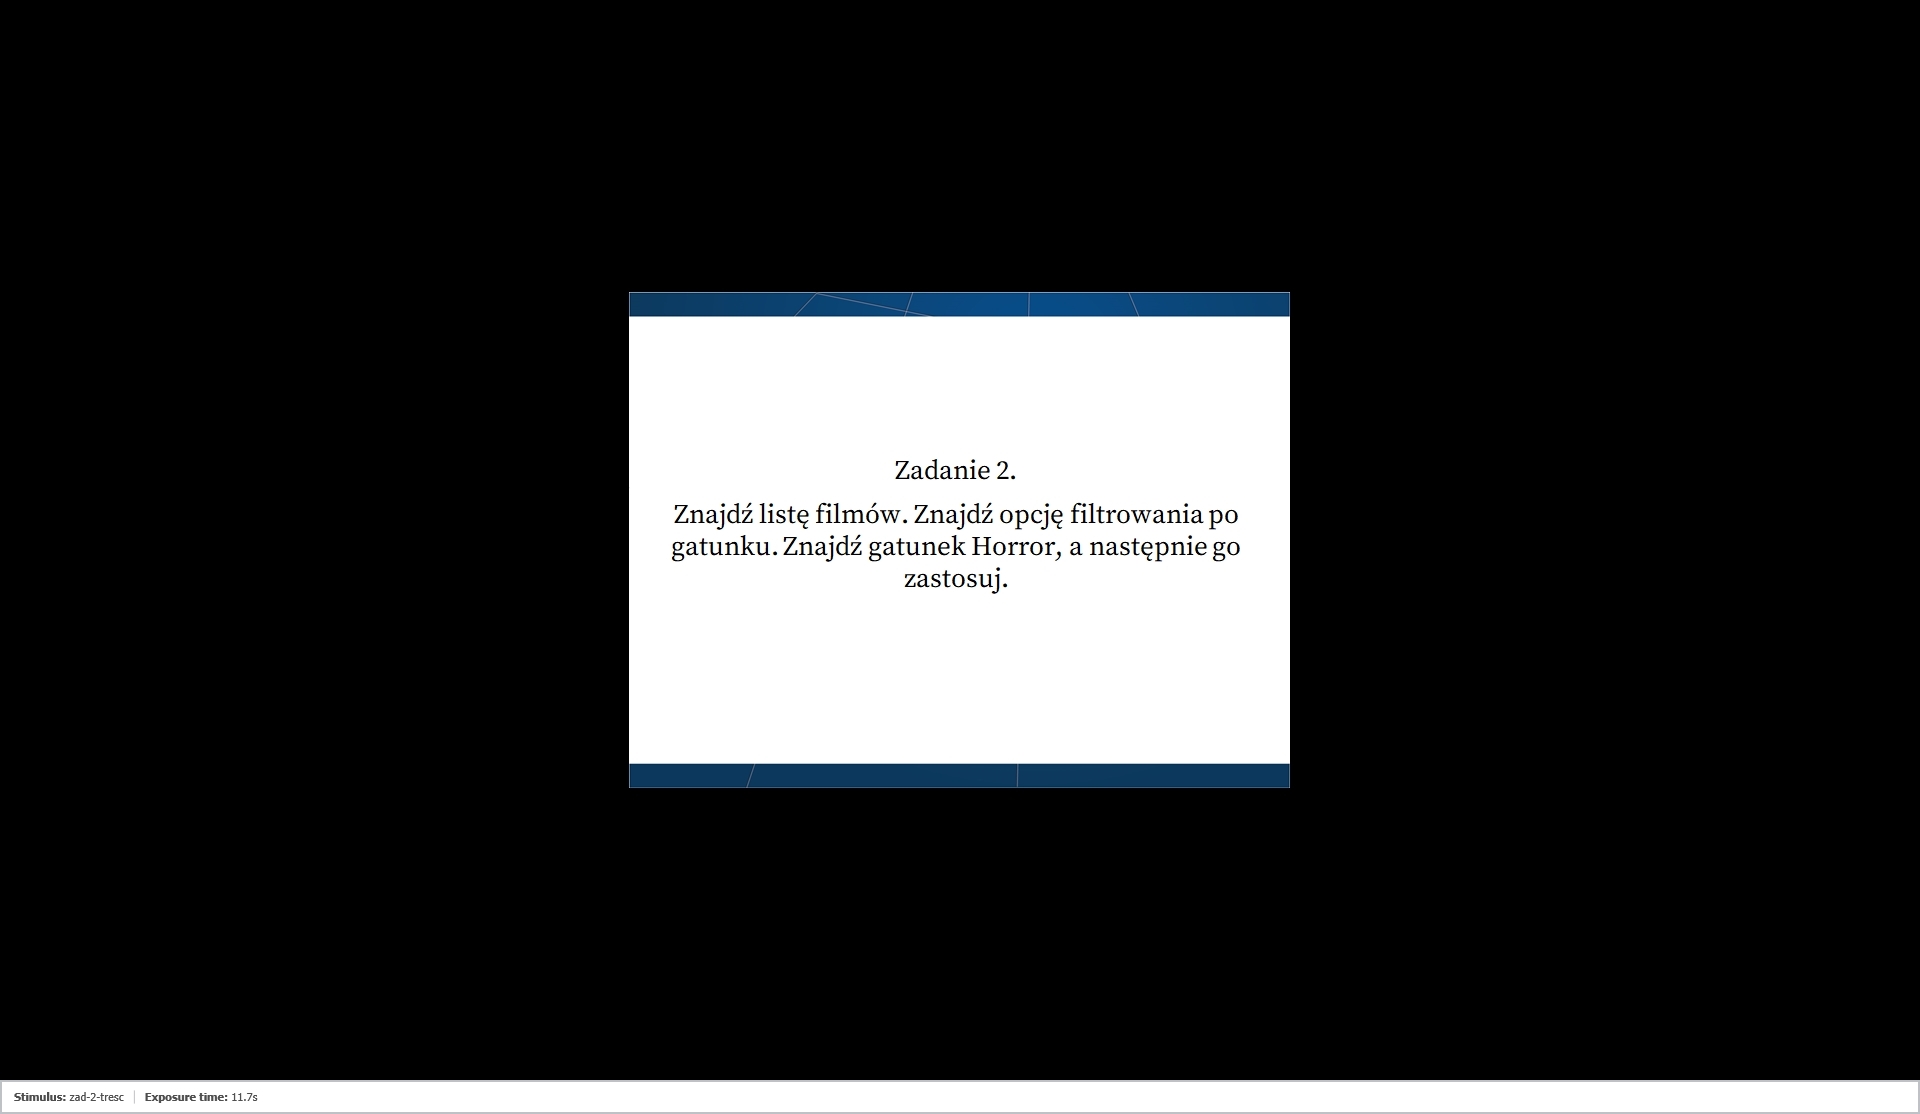 Zadanie 2.
Znajdź listę filmów. Znajdź opcję filtrowania po
gatunku. Znajdź gatunek Horror, a następnie go
zastosuj.
Stimulus: zad-2-tresc | Exposure time: 11.7s